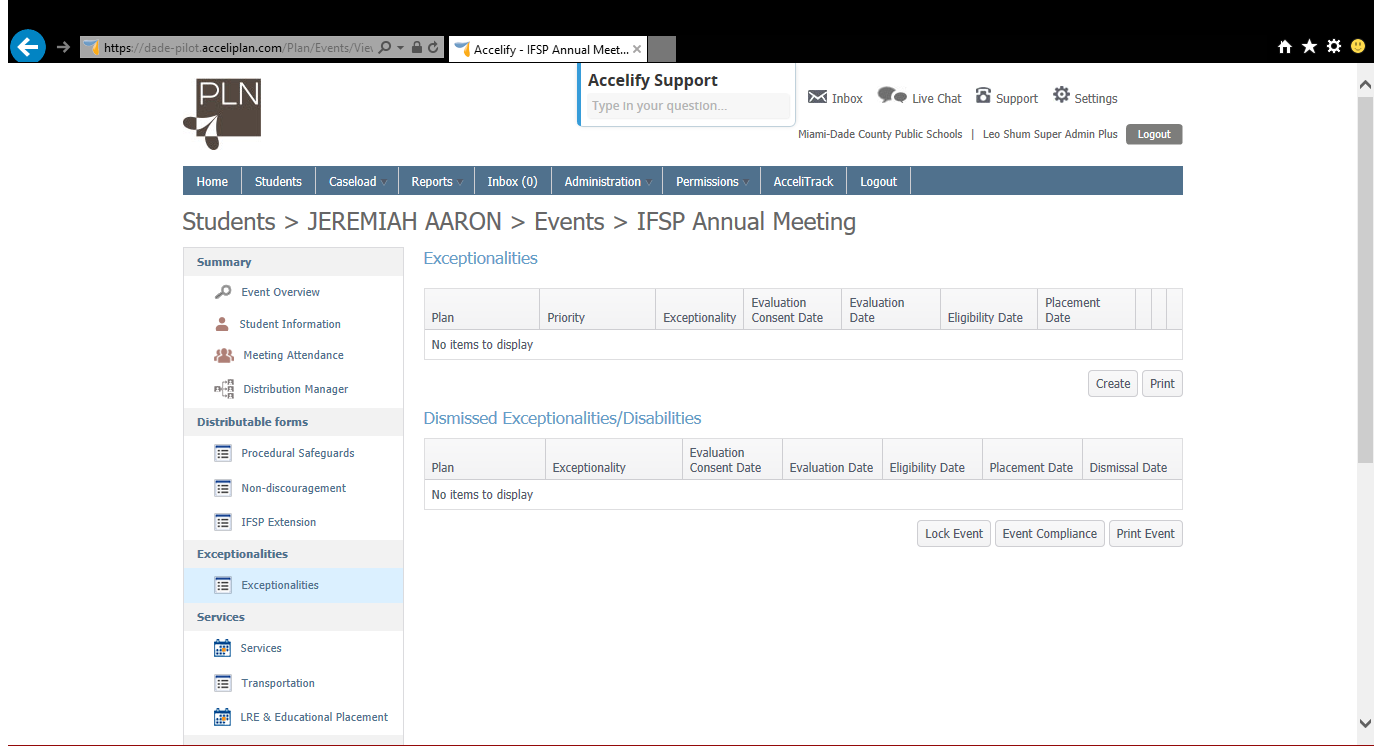 https://dade-pilot.acceliplan.com/Plan/Events/Viev
Accelify - IFSP Annual Meet...
PLN
Accelify Support
Type in your question...
Inbox Live Chat Support Settings
Miami-Dade County Public Schools | Leo Shum Super Admin Plus Logout
Home Students Caseload Reports Inbox (0) Administration Permissions AcceliTrack Logout
Students > JEREMIAH AARON > Events > IFSP Annual Meeting
Summary
Event Overview
Student Information
Meeting Attendance
Distribution Manager
Distributable forms
Procedural Safeguards
Non-discouragement
IFSP Extension
Exceptionalities
Exceptionalities
Services
Services
Transportation
LRE & Educational Placement
Exceptionalities
Plan Priority Exceptionality Evaluation Consent Date Evaluation Date Eligibility Date Placement Date
No items to display
Create Print
Dismissed Exceptionalities/Disabilities
Plan Exceptionality Evaluation Consent Date Evaluation Date Eligibility Date Placement Date Dismissal Date
No items to display
Lock Event Event Compliance Print Event